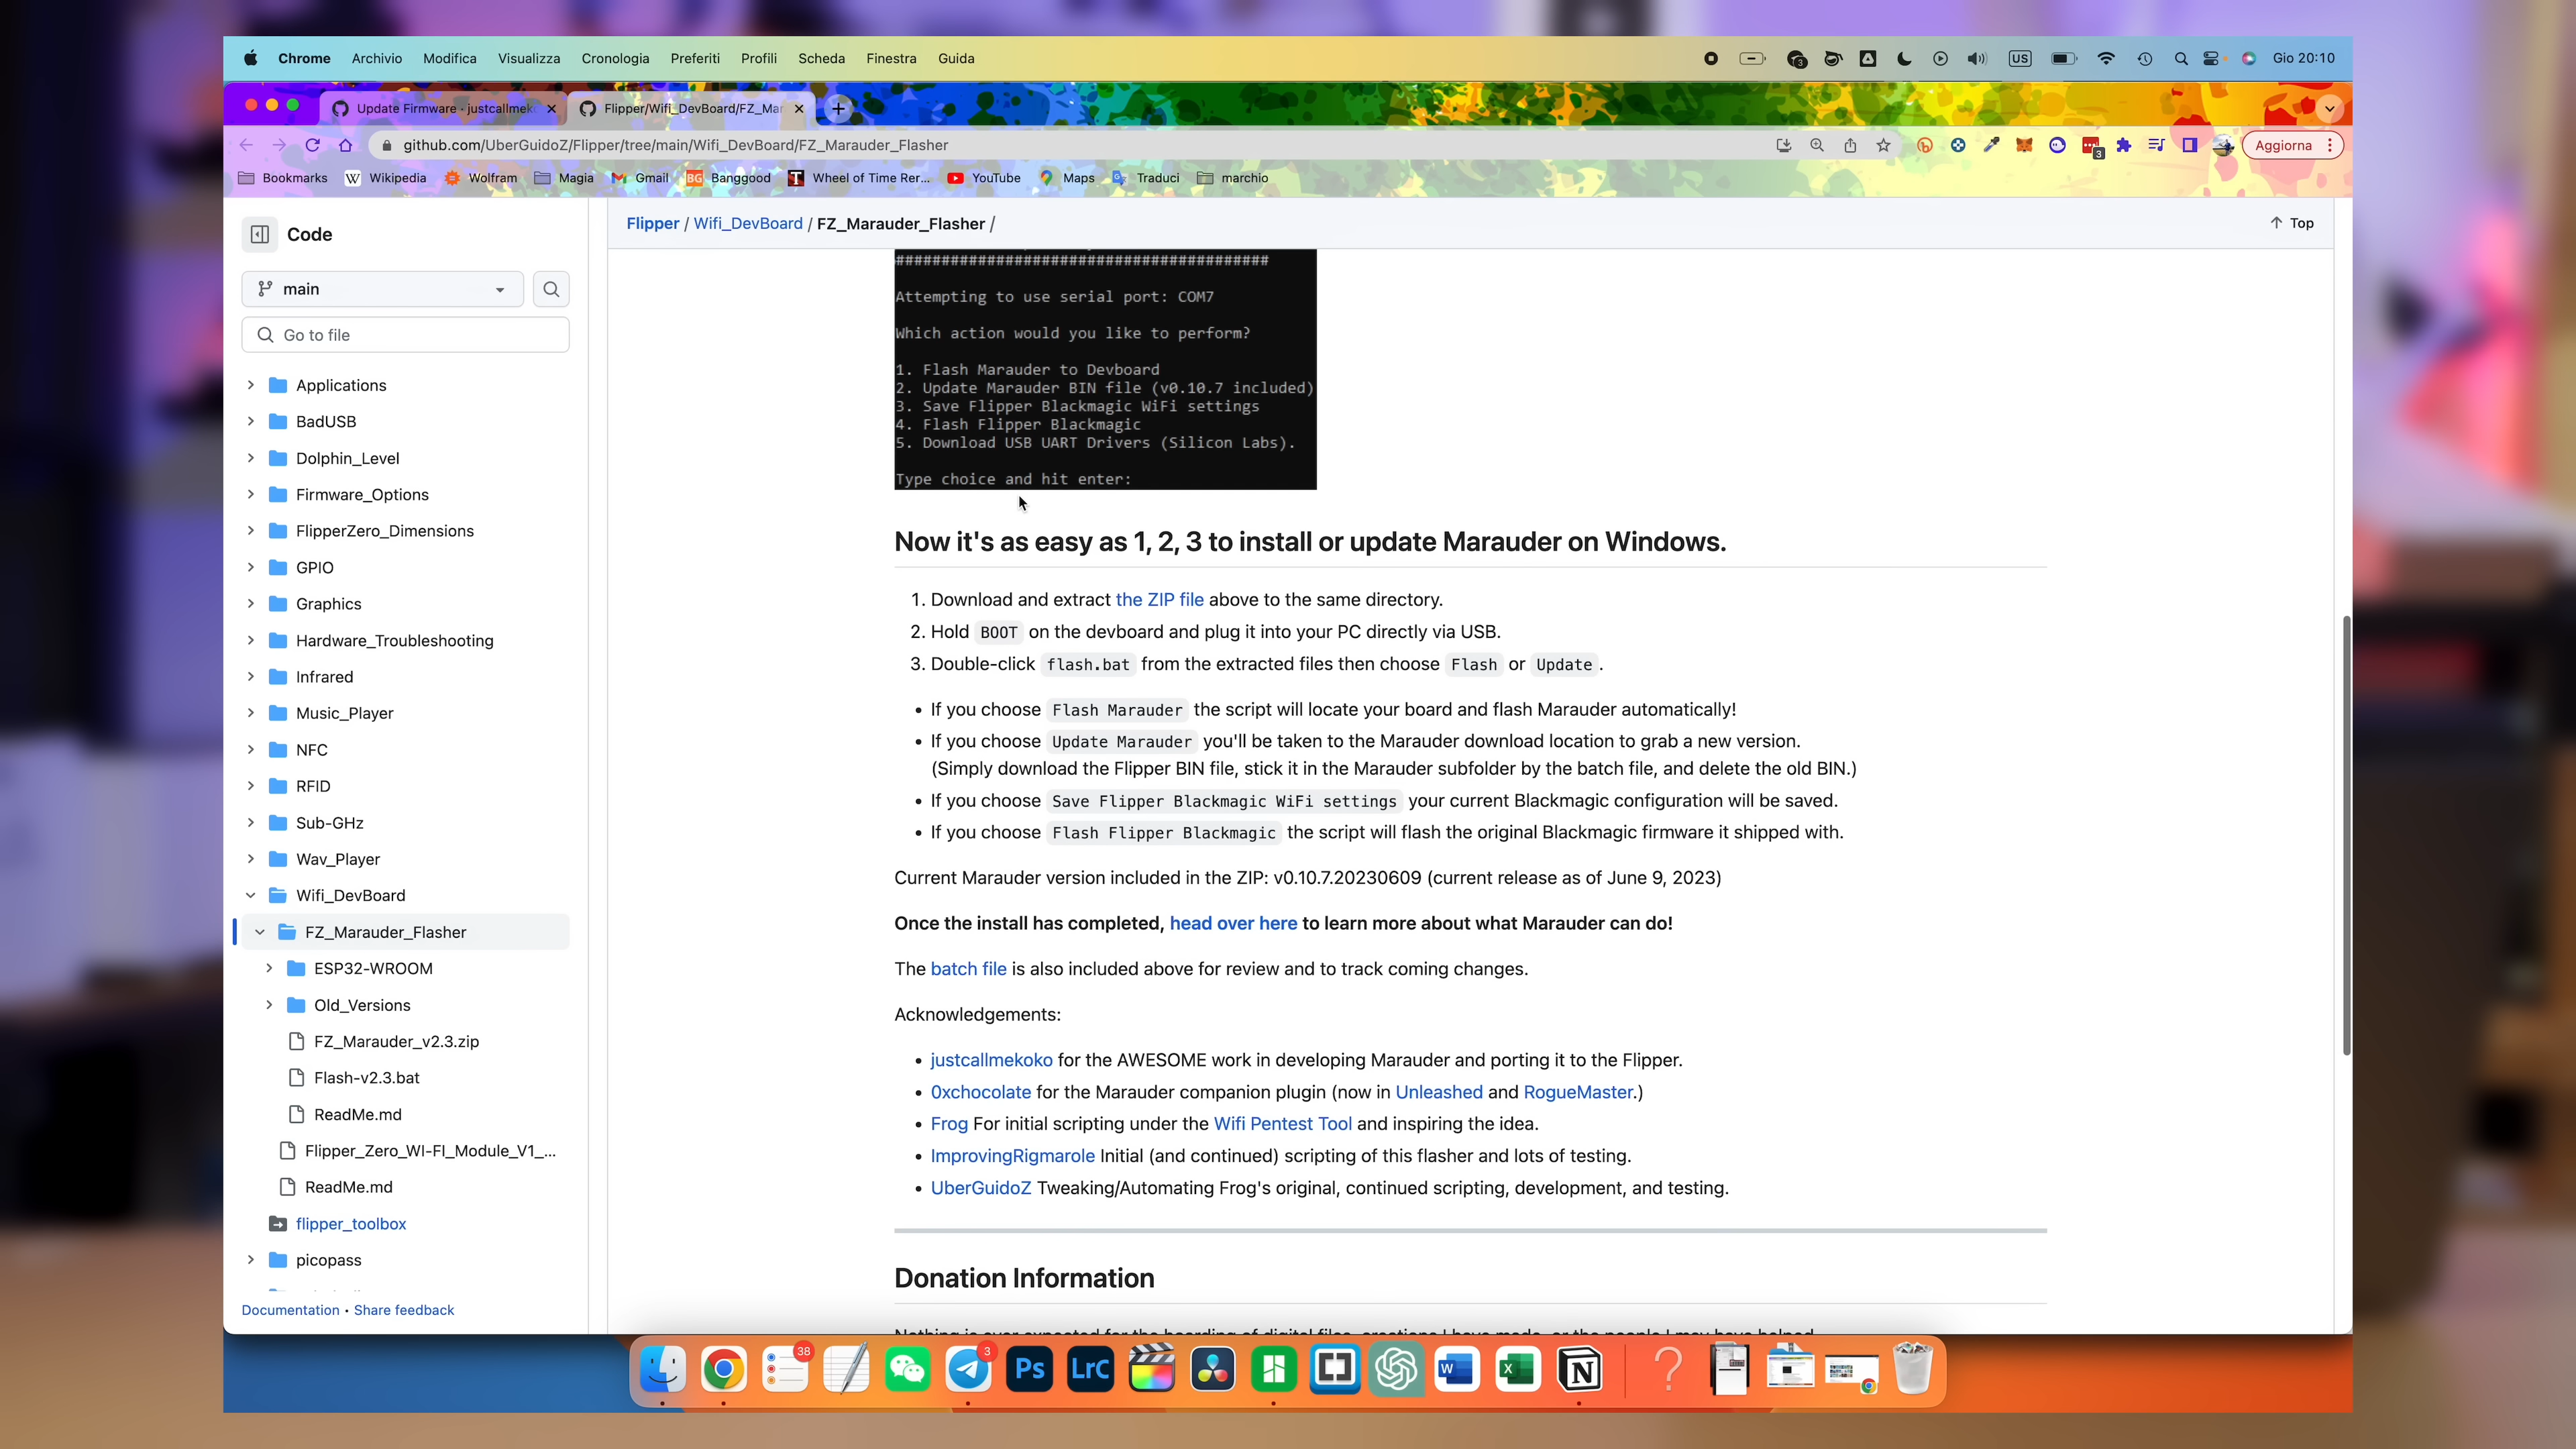 Chrome Archivio Modifica Visualizza Cronologia Preferiti Profili Scheda Finestra Guida
3 US Gio 20:10
Update Firmware · justcallmek
Flipper/Wifi_DevBoard/FZ_Mar
github.com/UberGuidoZ/Flipper/tree/main/Wifi_DevBoard/FZ_Marauder_Flasher
3 Aggiorna
Bookmarks W Wikipedia Wolfram Magia Gmail BG Banggood T Wheel of Time Rer... YouTube Maps Traduci marchio
Code
main
Go to file
Applications
BadUSB
Dolphin_Level
Firmware_Options
FlipperZero_Dimensions
GPIO
Graphics
Hardware_Troubleshooting
Infrared
Music_Player
NFC
RFID
Sub-GHz
Wav_Player
Wifi_DevBoard
FZ_Marauder_Flasher
ESP32-WROOM
Old_Versions
FZ_Marauder_v2.3.zip
Flash-v2.3.bat
ReadMe.md
Flipper_Zero_WI-FI_Module_V1_...
ReadMe.md
flipper_toolbox
picopass
Documentation • Share feedback
Flipper / Wifi_DevBoard / FZ_Marauder_Flasher /
Top
#########################################
Attempting to use serial port: COM7
Which action would you like to perform?
1. Flash Marauder to Devboard
2. Update Marauder BIN file (v0.10.7 included)
3. Save Flipper Blackmagic WiFi settings
4. Flash Flipper Blackmagic
5. Download USB UART Drivers (Silicon Labs).
Type choice and hit enter:
Now it's as easy as 1, 2, 3 to install or update Marauder on Windows.
1. Download and extract the ZIP file above to the same directory.
2. Hold BOOT on the devboard and plug it into your PC directly via USB.
3. Double-click flash.bat from the extracted files then choose Flash or Update .
• If you choose Flash Marauder the script will locate your board and flash Marauder automatically!
• If you choose Update Marauder you'll be taken to the Marauder download location to grab a new version.
(Simply download the Flipper BIN file, stick it in the Marauder subfolder by the batch file, and delete the old BIN.)
• If you choose Save Flipper Blackmagic WiFi settings your current Blackmagic configuration will be saved.
• If you choose Flash Flipper Blackmagic the script will flash the original Blackmagic firmware it shipped with.
Current Marauder version included in the ZIP: v0.10.7.20230609 (current release as of June 9, 2023)
Once the install has completed, head over here to learn more about what Marauder can do!
The batch file is also included above for review and to track coming changes.
Acknowledgements:
• justcallmekoko for the AWESOME work in developing Marauder and porting it to the Flipper.
• 0xchocolate for the Marauder companion plugin (now in Unleashed and RogueMaster.)
• Frog For initial scripting under the Wifi Pentest Tool and inspiring the idea.
• ImprovingRigmarole Initial (and continued) scripting of this flasher and lots of testing.
• UberGuidoZ Tweaking/Automating Frog's original, continued scripting, development, and testing.
Donation Information
38 3 Ps LrC W X N ?